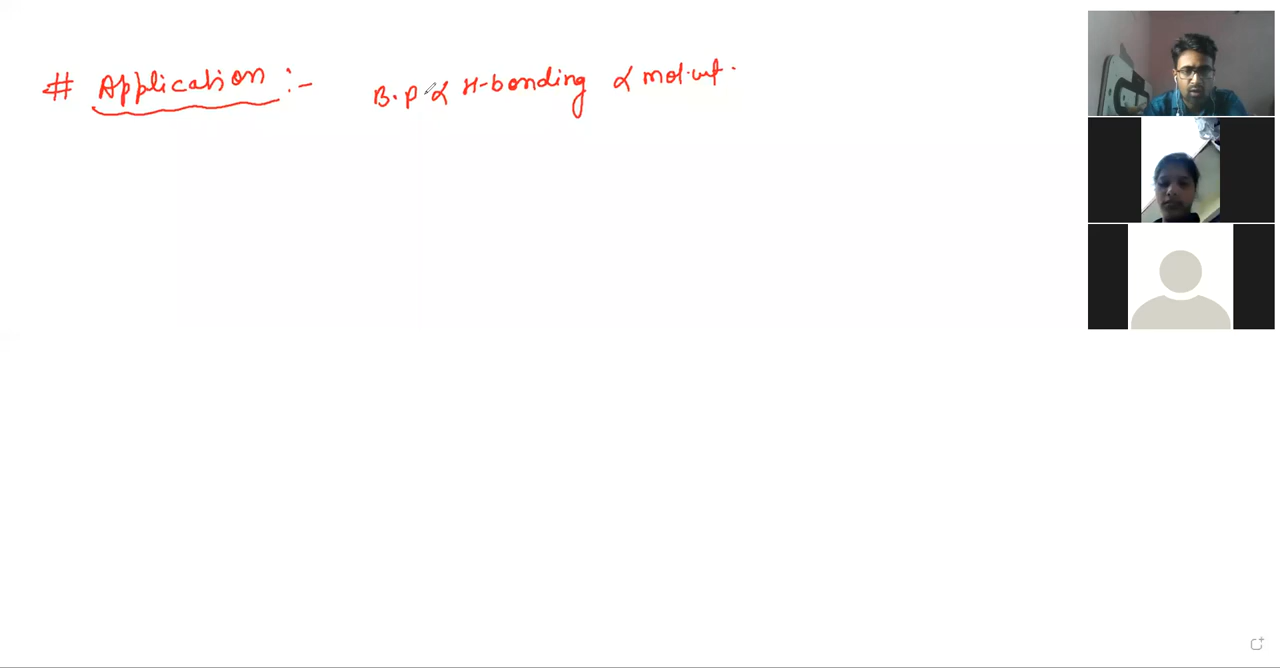 # Application :- B.P α H-bonding α mol.wt.